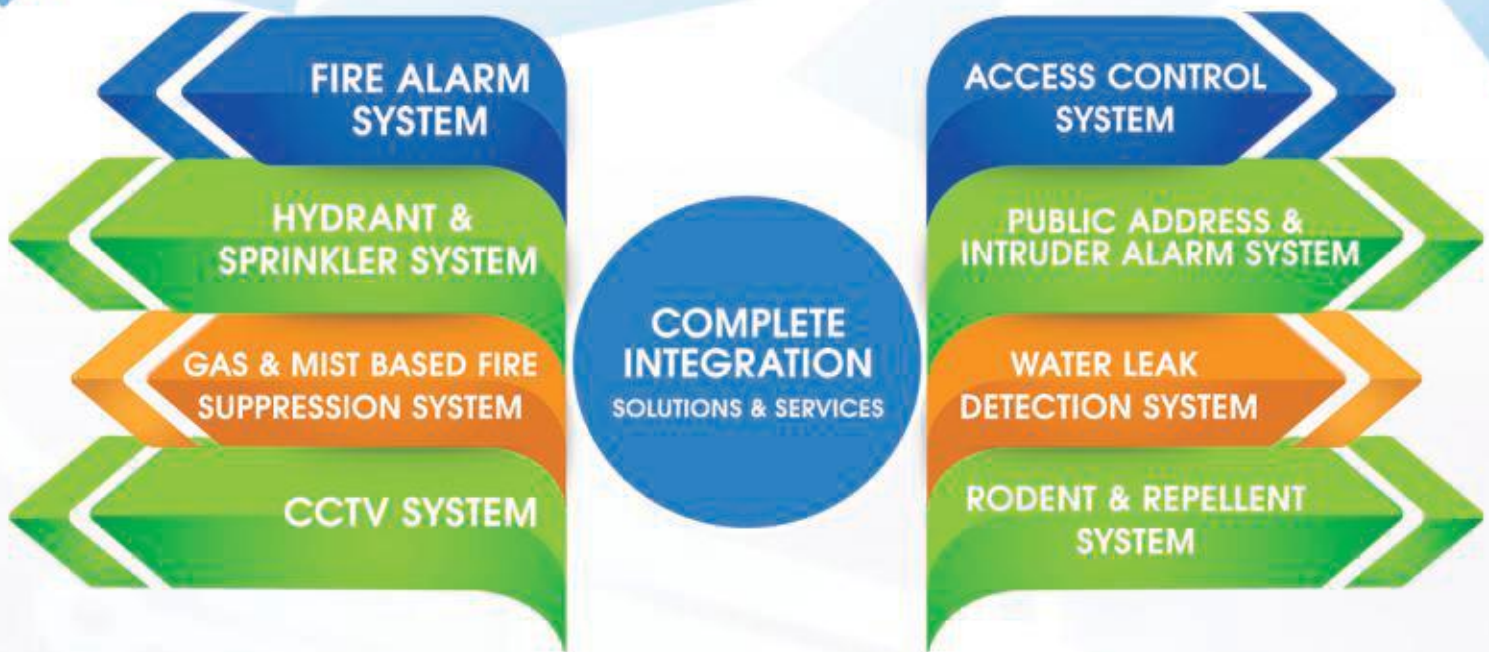 FIRE ALARM
SYSTEM
HYDRANT &
SPRINKLER SYSTEM
GAS & MIST BASED FIRE
SUPPRESSION SYSTEM
CCTV SYSTEM
COMPLETE
INTEGRATION
SOLUTIONS & SERVICES
ACCESS CONTROL
SYSTEM
PUBLIC ADDRESS &
INTRUDER ALARM SYSTEM
WATER LEAK
DETECTION SYSTEM
RODENT & REPELLENT
SYSTEM